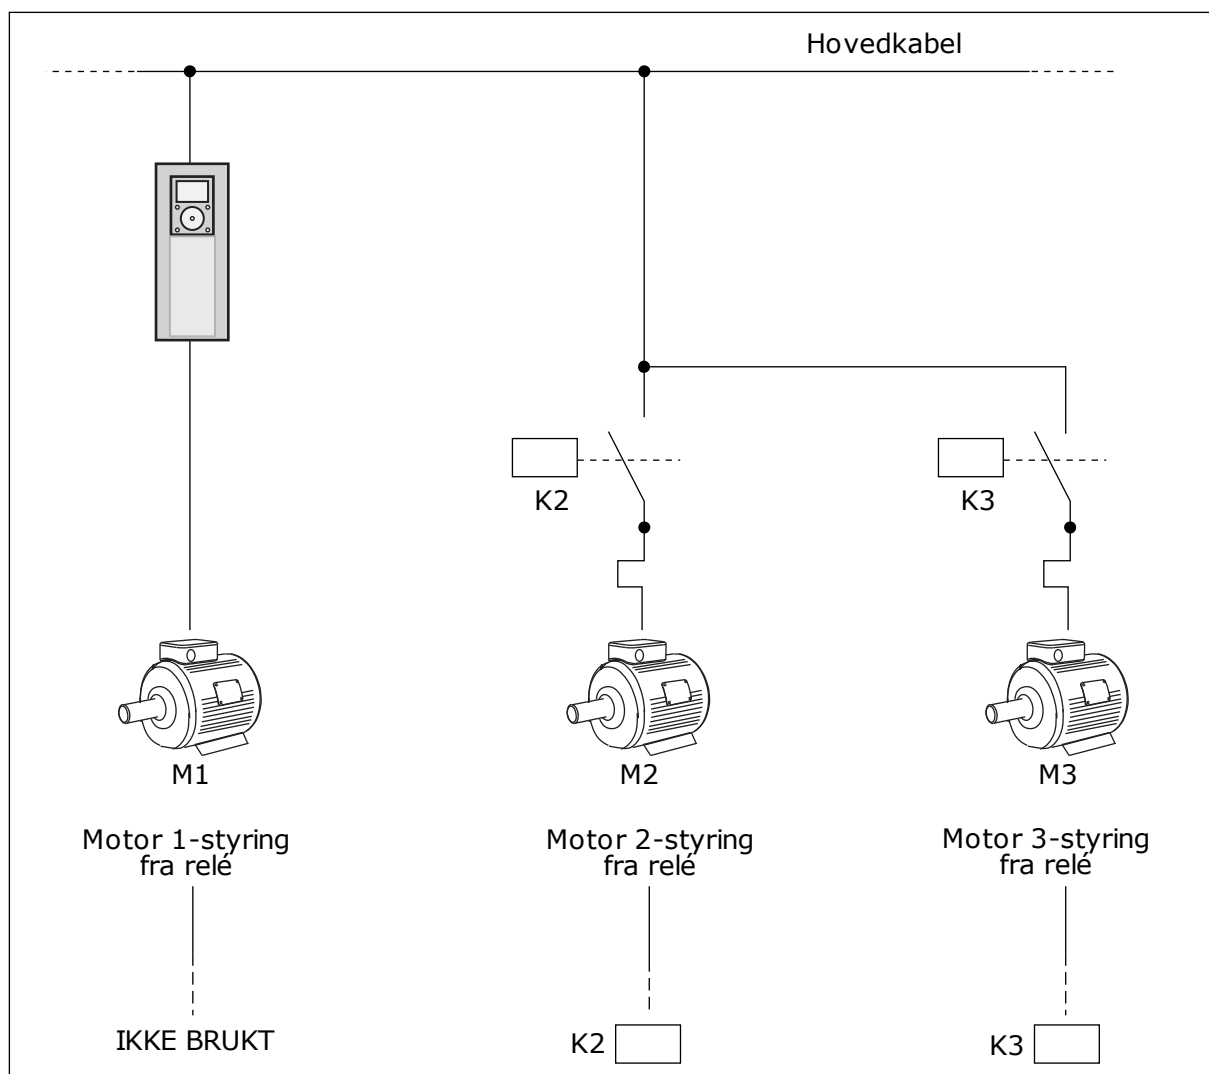 Hovedkabel
K2
K3
M1
M2
M3
Motor 1-styring
fra relé
Motor 2-styring
fra relé
Motor 3-styring
fra relé
IKKE BRUKT
K2
K3